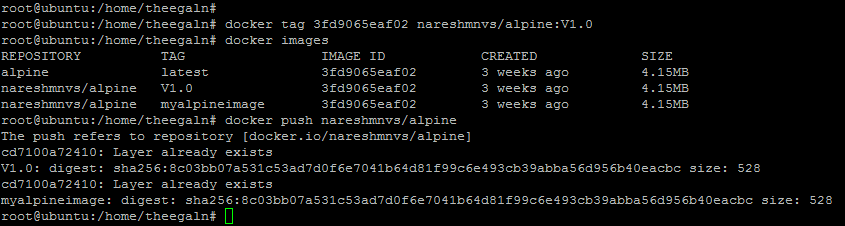 root@ubuntu:/home/theegaln#
root@ubuntu:/home/theegaln# docker tag 3fd9065eaf02 nareshmnvs/alpine:V1.0
root@ubuntu:/home/theegaln# docker images
REPOSITORY TAG IMAGE ID CREATED SIZE
alpine latest 3fd9065eaf02 3 weeks ago 4.15MB
nareshmnvs/alpine V1.0 3fd9065eaf02 3 weeks ago 4.15MB
nareshmnvs/alpine myalpineimage 3fd9065eaf02 3 weeks ago 4.15MB
root@ubuntu:/home/theegaln# docker push nareshmnvs/alpine
The push refers to repository [docker.io/nareshmnvs/alpine]
cd7100a72410: Layer already exists
V1.0: digest: sha256:8c03bb07a531c53ad7d0f6e7041b64d81f99c6e493cb39abba56d956b40eacbc size: 528
cd7100a72410: Layer already exists
myalpineimage: digest: sha256:8c03bb07a531c53ad7d0f6e7041b64d81f99c6e493cb39abba56d956b40eacbc size: 528
root@ubuntu:/home/theegaln#